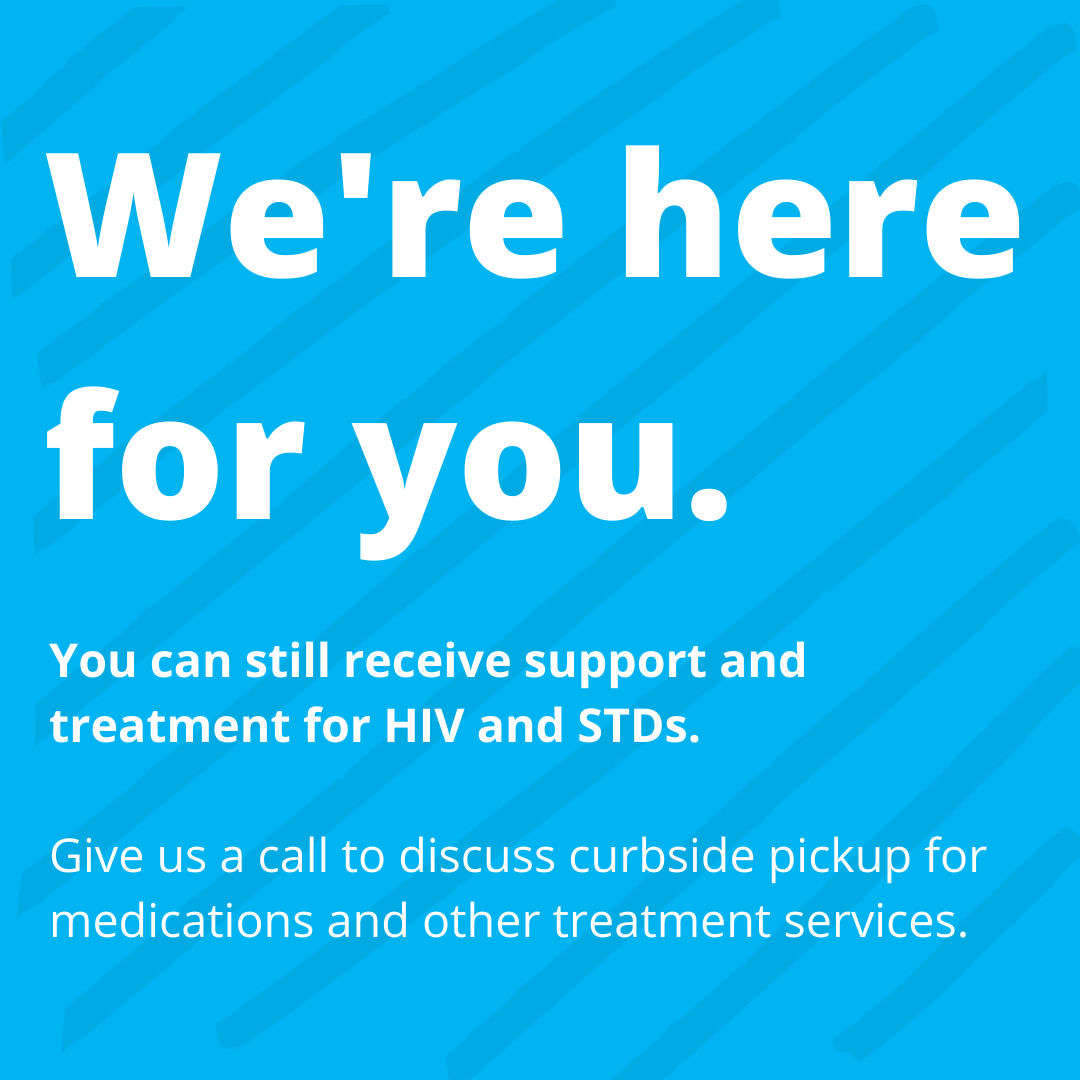 We're here
for you.
You can still receive support and
treatment for HIV and STDs.
Give us a call to discuss curbside pickup for
medications and other treatment services.